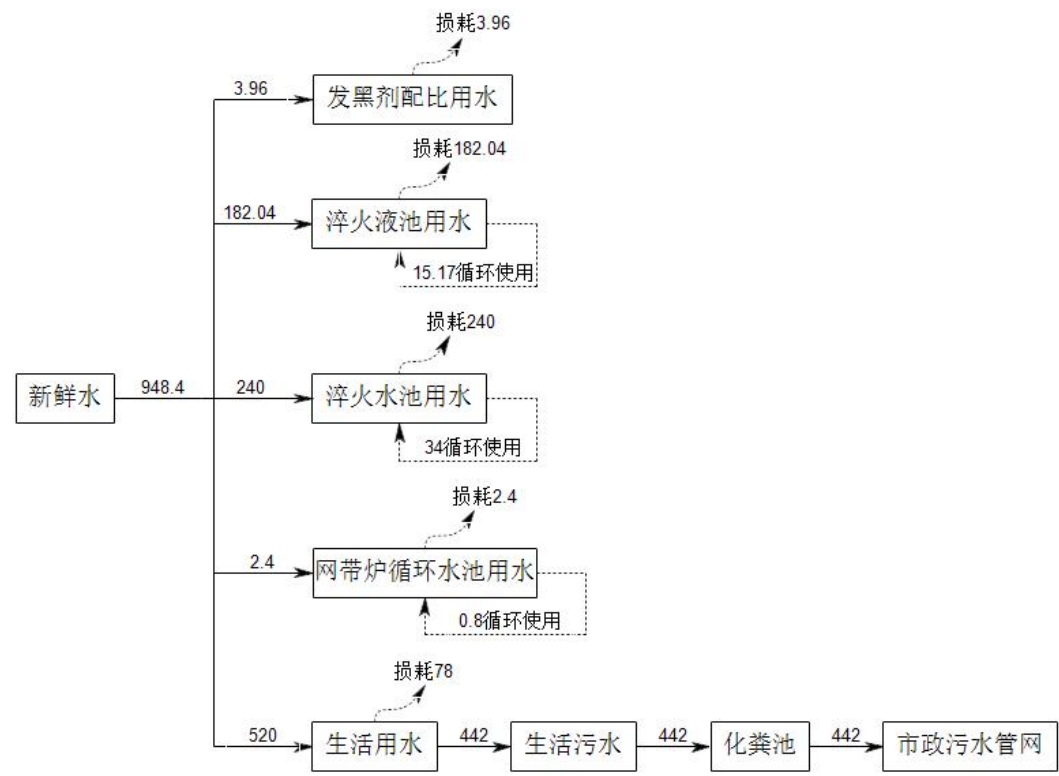 损耗3.96
3.96
发黑剂配比用水
损耗182.04
182.04
淬火液池用水
15.17循环使用
损耗240
新鲜水
948.4
240
淬火水池用水
34循环使用
损耗2.4
2.4
网带炉循环水池用水
0.8循环使用
损耗78
520
生活用水
442
生活污水
442
化粪池
442
市政污水管网